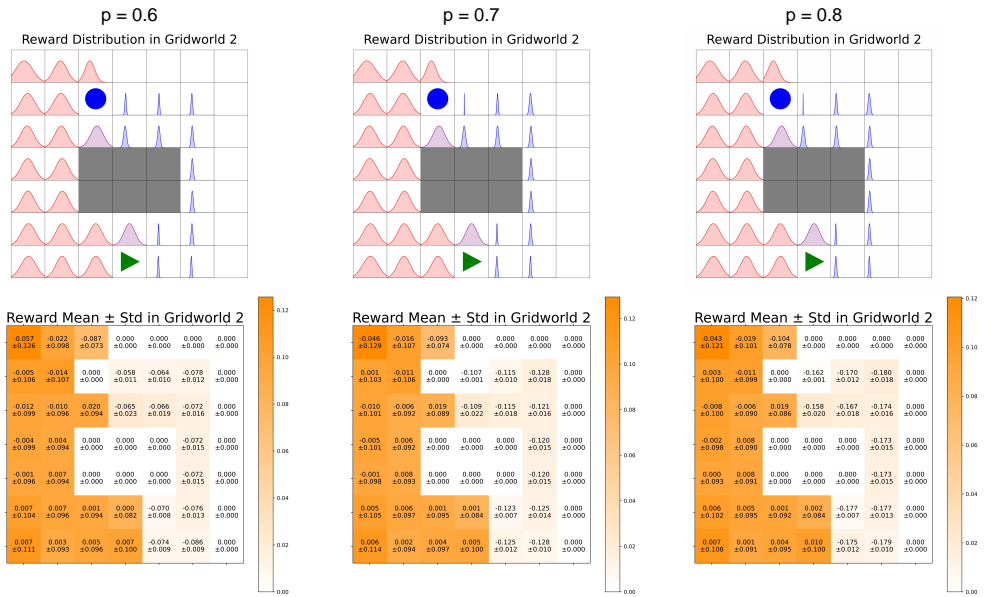 p = 0.6
p = 0.7
p = 0.8
Reward Distribution in Gridworld 2
Reward Distribution in Gridworld 2
Reward Distribution in Gridworld 2
Reward Mean ± Std in Gridworld 2
-0.057 -0.022 -0.087 0.000 0.000 0.000 0.000
±0.126 ±0.098 ±0.073 ±0.000 ±0.000 ±0.000 ±0.000
-0.005 -0.014 0.000 -0.058 -0.064 -0.078 0.000
±0.106 ±0.107 ±0.000 ±0.011 ±0.010 ±0.012 ±0.000
-0.012 -0.010 0.020 -0.065 -0.066 -0.072 0.000
±0.099 ±0.096 ±0.094 ±0.023 ±0.019 ±0.016 ±0.000
-0.004 0.004 0.000 0.000 0.000 -0.072 0.000
±0.099 ±0.094 ±0.000 ±0.000 ±0.000 ±0.015 ±0.000
-0.001 0.007 0.000 0.000 0.000 -0.072 0.000
±0.096 ±0.094 ±0.000 ±0.000 ±0.000 ±0.015 ±0.000
0.007 0.007 0.001 0.000 -0.070 -0.076 0.000
±0.104 ±0.096 ±0.094 ±0.082 ±0.008 ±0.013 ±0.000
0.007 0.003 0.005 0.007 -0.074 -0.086 0.000
±0.111 ±0.093 ±0.096 ±0.100 ±0.009 ±0.009 ±0.000
0.12
0.10
0.08
0.06
0.04
0.02
0.00
Reward Mean ± Std in Gridworld 2
-0.046 -0.016 -0.093 0.000 0.000 0.000 0.000
±0.129 ±0.107 ±0.074 ±0.000 ±0.000 ±0.000 ±0.000
0.001 -0.011 0.000 -0.107 -0.115 -0.128 0.000
±0.103 ±0.106 ±0.000 ±0.001 ±0.010 ±0.018 ±0.000
-0.010 -0.006 0.019 -0.109 -0.115 -0.121 0.000
±0.101 ±0.092 ±0.089 ±0.022 ±0.018 ±0.016 ±0.000
-0.005 0.006 0.000 0.000 0.000 -0.120 0.000
±0.101 ±0.092 ±0.000 ±0.000 ±0.000 ±0.015 ±0.000
-0.001 0.008 0.000 0.000 0.000 -0.120 0.000
±0.098 ±0.093 ±0.000 ±0.000 ±0.000 ±0.015 ±0.000
0.005 0.006 0.001 0.001 -0.123 -0.125 0.000
±0.105 ±0.097 ±0.095 ±0.084 ±0.007 ±0.014 ±0.000
0.006 0.002 0.004 0.005 -0.125 -0.128 0.000
±0.114 ±0.094 ±0.097 ±0.100 ±0.012 ±0.010 ±0.000
0.12
0.10
0.08
0.06
0.04
0.02
0.00
Reward Mean ± Std in Gridworld 2
-0.043 -0.019 -0.104 0.000 0.000 0.000 0.000
±0.121 ±0.101 ±0.078 ±0.000 ±0.000 ±0.000 ±0.000
0.003 -0.011 0.000 -0.162 -0.170 -0.180 0.000
±0.100 ±0.099 ±0.000 ±0.001 ±0.012 ±0.018 ±0.000
-0.008 -0.006 0.019 -0.158 -0.167 -0.174 0.000
±0.100 ±0.090 ±0.086 ±0.020 ±0.018 ±0.016 ±0.000
-0.002 0.008 0.000 0.000 0.000 -0.173 0.000
±0.098 ±0.090 ±0.000 ±0.000 ±0.000 ±0.015 ±0.000
0.000 0.008 0.000 0.000 0.000 -0.173 0.000
±0.093 ±0.091 ±0.000 ±0.000 ±0.000 ±0.015 ±0.000
0.006 0.005 0.001 0.002 -0.177 -0.177 0.000
±0.102 ±0.095 ±0.092 ±0.084 ±0.007 ±0.013 ±0.000
0.007 0.001 0.004 0.010 -0.175 -0.179 0.000
±0.108 ±0.091 ±0.095 ±0.100 ±0.012 ±0.010 ±0.000
0.12
0.10
0.08
0.06
0.04
0.02
0.00